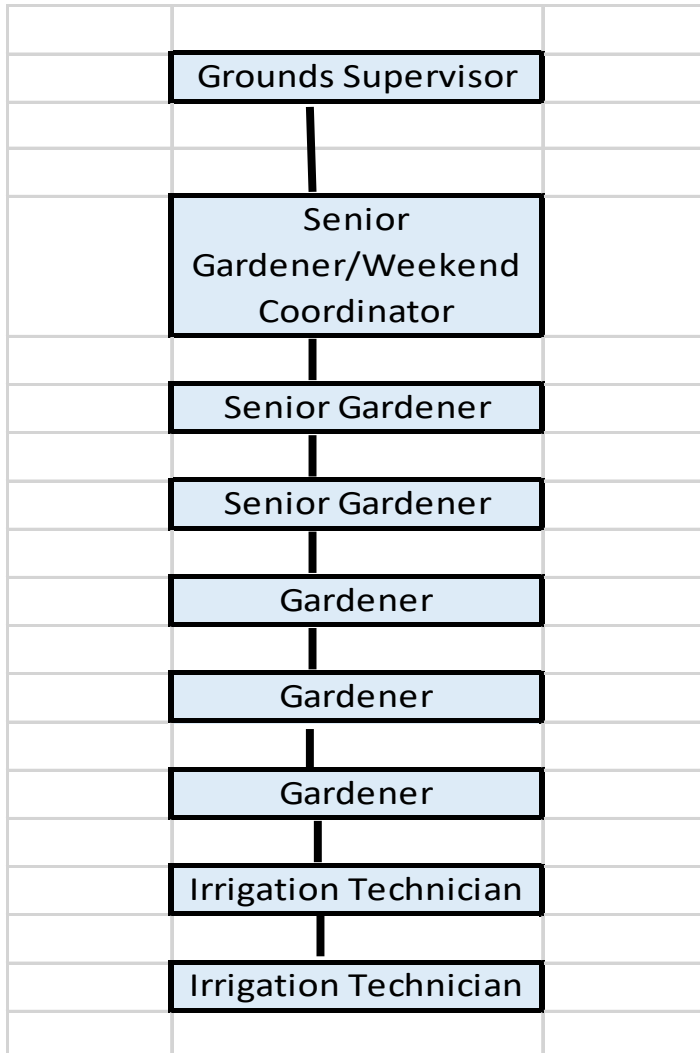 Grounds Supervisor
Senior
Gardener/Weekend
Coordinator
Senior Gardener
Senior Gardener
Gardener
Gardener
Gardener
Irrigation Technician
Irrigation Technician